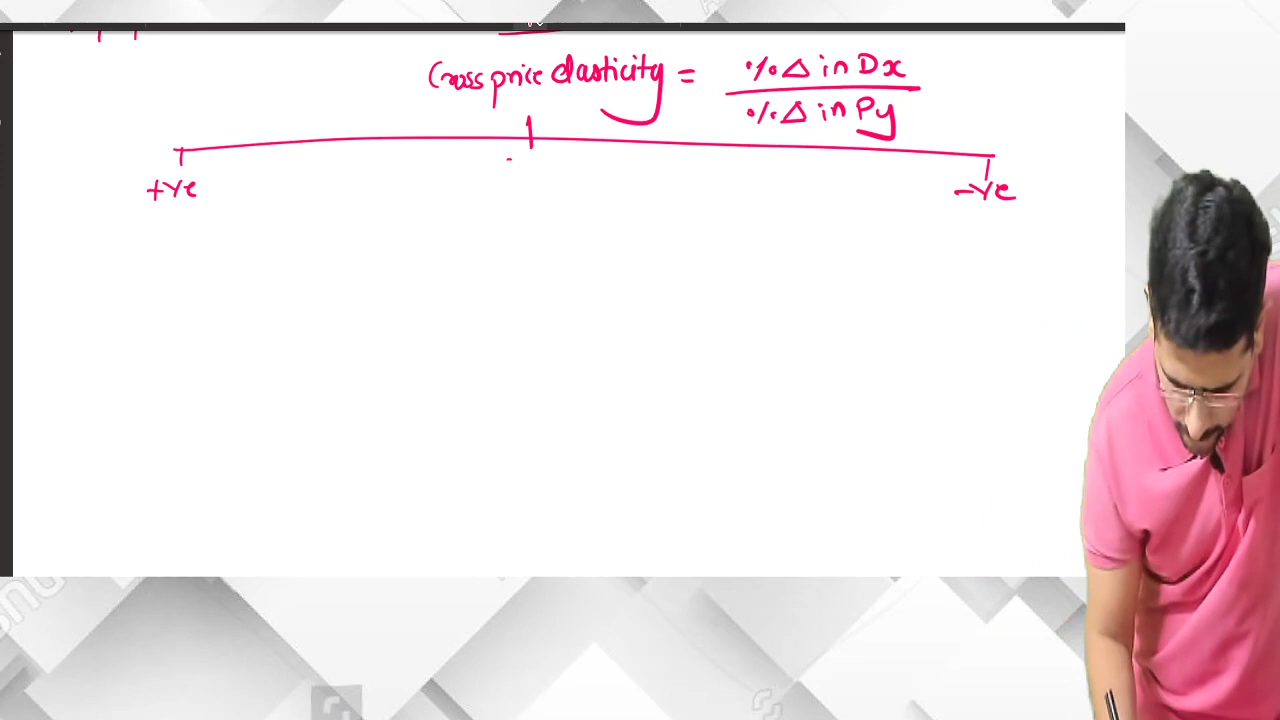 Cross price elasticity = %Δ in Dx
%Δ in Py
+ve -ve